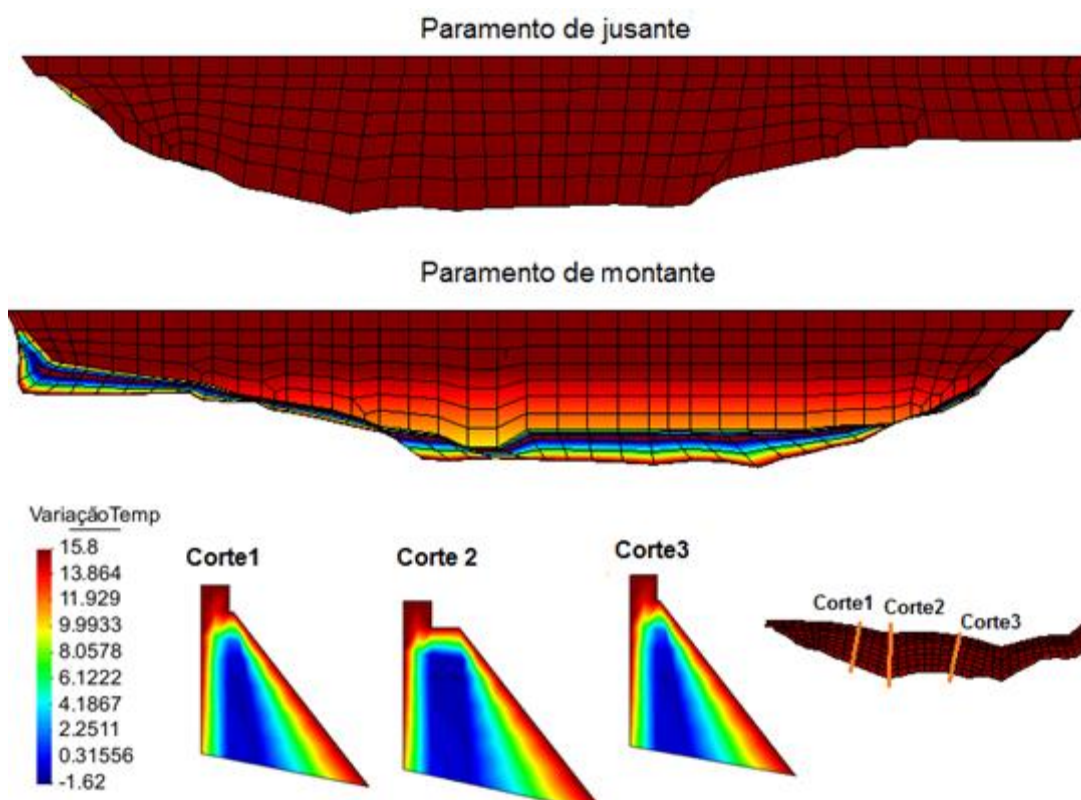 Paramento de jusante
Paramento de montante
VariaçãoTemp
15.8
13.864
11.929
9.9933
8.0578
6.1222
4.1867
2.2511
0.31556
-1.62
Corte1
Corte 2
Corte3
Corte1
Corte2
Corte3